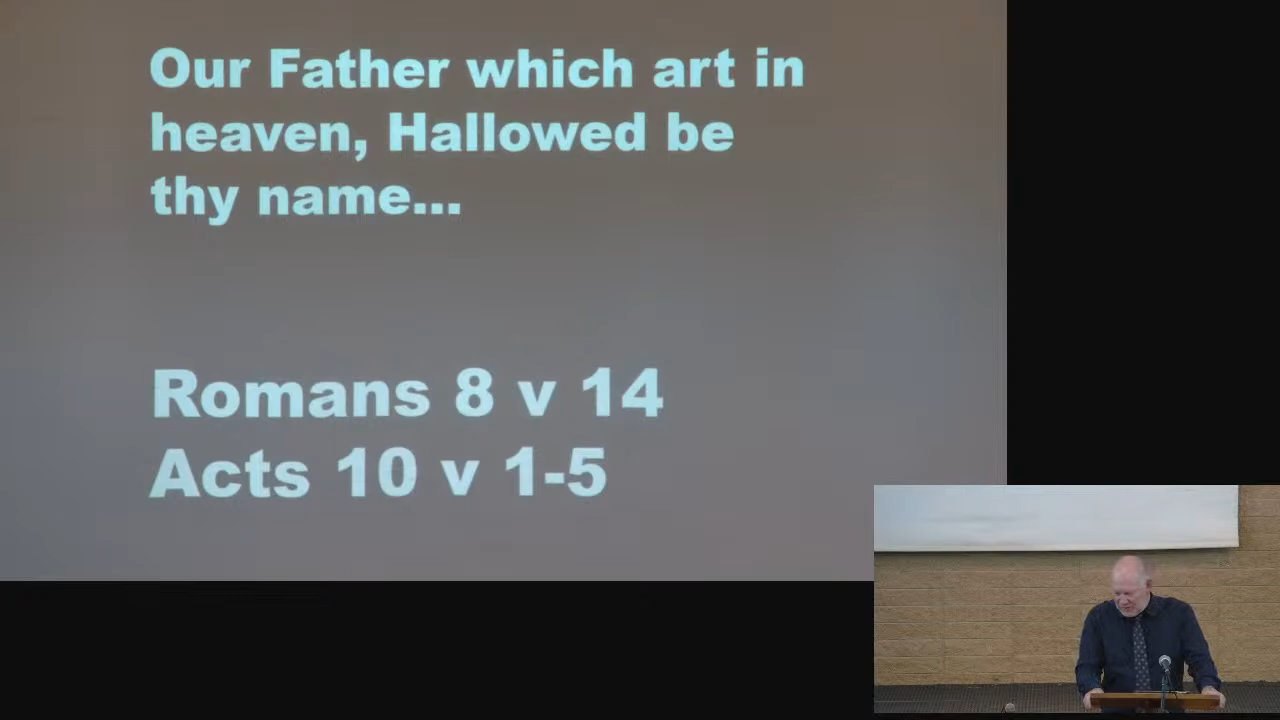 Our Father which art in
heaven, Hallowed be
thy name...
Romans 8 v 14
Acts 10 v 1-5